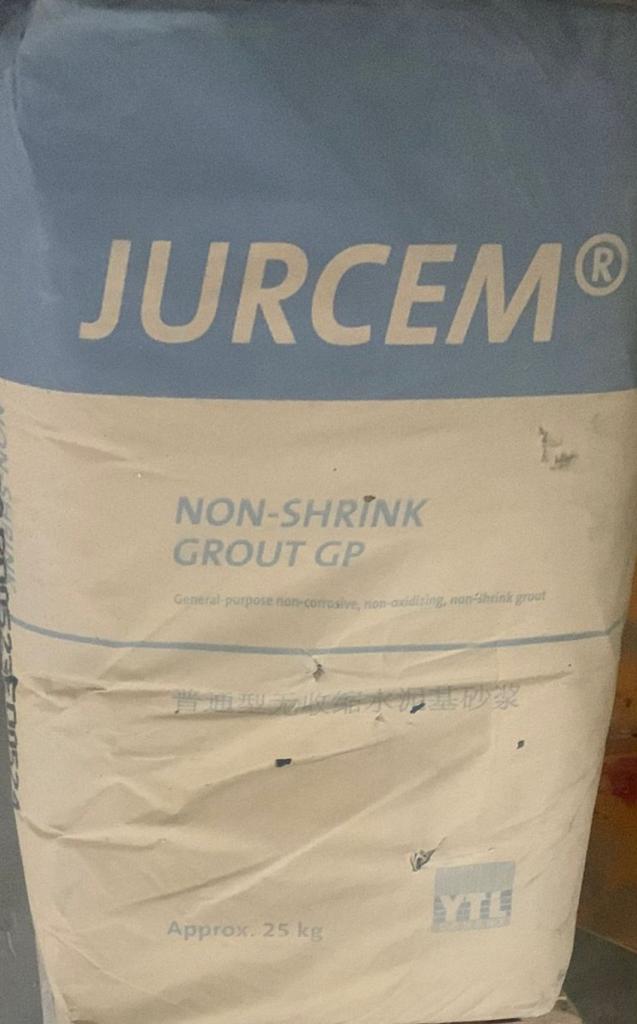 JURCEM®
NON-SHRINK
GROUT GP
General-purpose non-corrosive, non-oxidizing, non-shrink grout
普通型无收缩水泥基砂浆
YTL
Approx. 25 kg